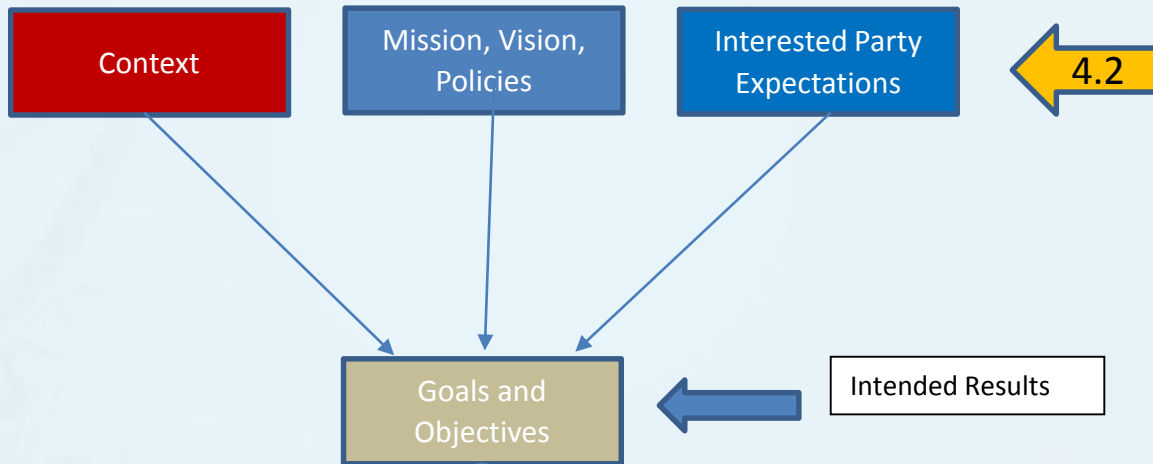 Context
Mission, Vision,
Policies
Interested Party
Expectations
4.2
Goals and
Objectives
Intended Results